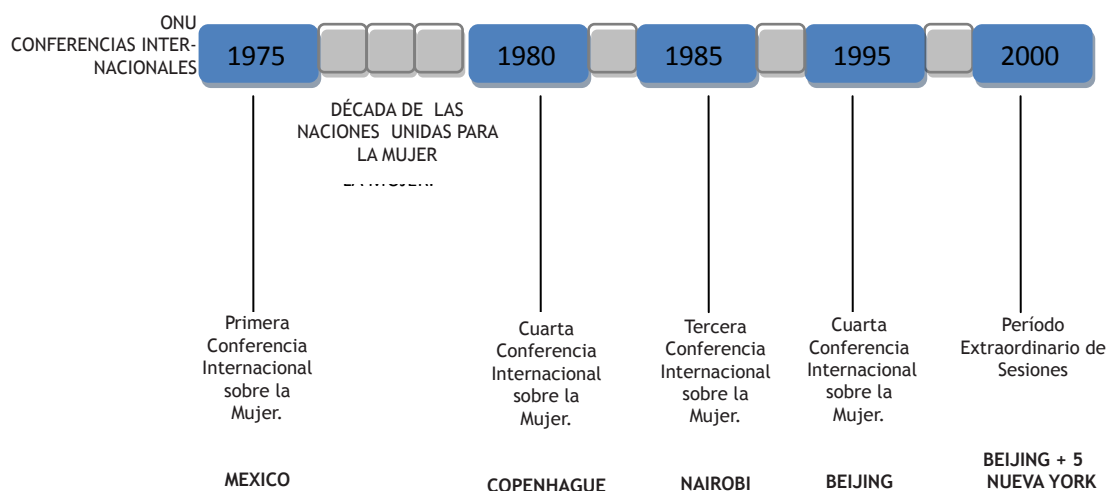 ONU
CONFERENCIAS INTER-
NACIONALES
1975
1980
1985
1995
2000
DÉCADA DE LAS
NACIONES UNIDAS PARA
LA MUJER
Primera
Conferencia
Internacional
sobre la
Mujer.
MEXICO
Cuarta
Conferencia
Internacional
sobre la
Mujer.
COPENHAGUE
Tercera
Conferencia
Internacional
sobre la
Mujer.
NAIROBI
Cuarta
Conferencia
Internacional
sobre la
Mujer.
BEIJING
Período
Extraordinario de
Sesiones
BEIJING + 5
NUEVA YORK